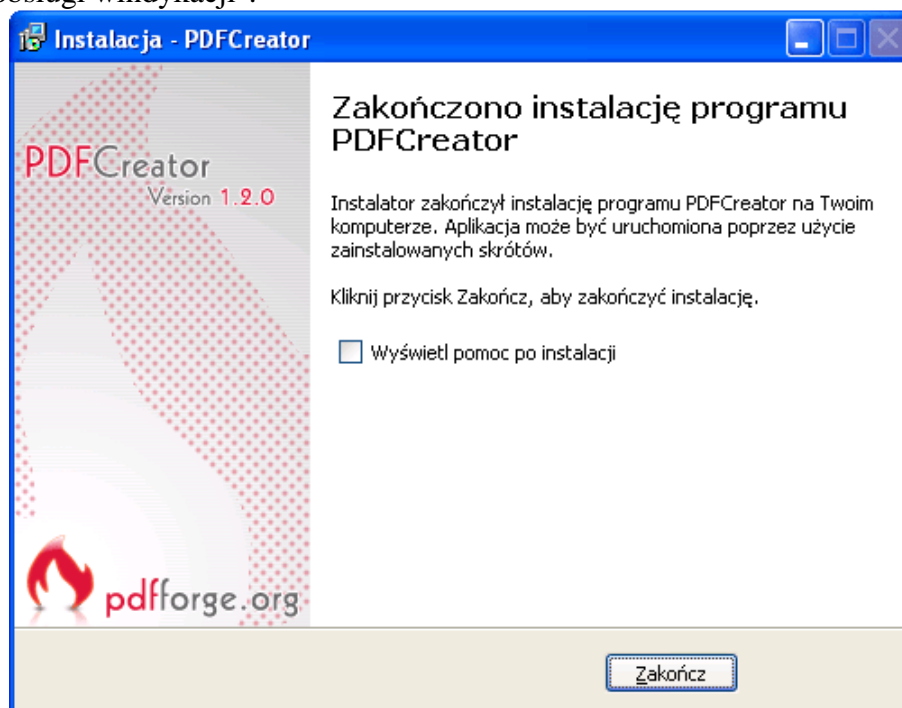 obsługi windykacji".
Instalacja - PDFCreator
PDFCreator
Version 1.2.0
Zakończono instalację programu
PDFCreator
Instalator zakończył instalację programu PDFCreator na Twoim
komputerze. Aplikacja może być uruchomiona poprzez użycie
zainstalowanych skrótów.
Kliknij przycisk Zakończ, aby zakończyć instalację.
Wyświetl pomoc po instalacji
pdfforge.org
Zakończ